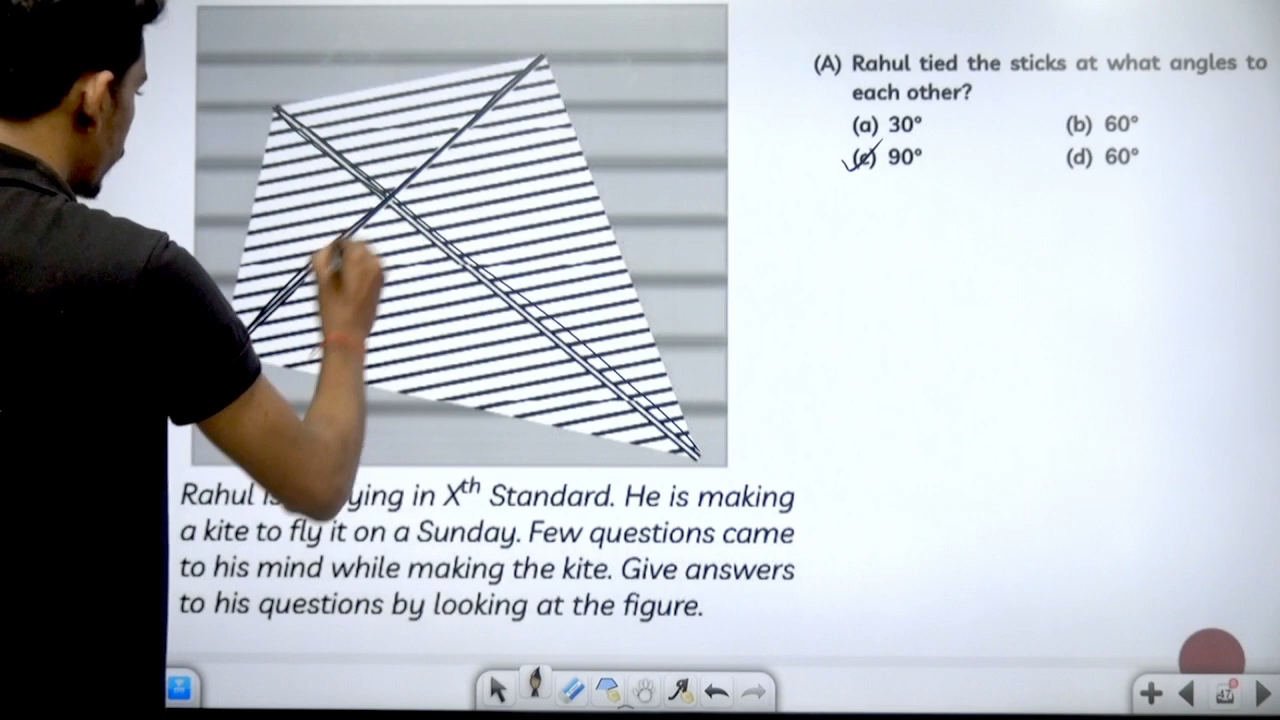 (A) Rahul tied the sticks at what angles to
each other?
(a) 30° (b) 60°
(c) 90° (d) 60°
Rahul is ying in Xth Standard. He is making
a kite to fly it on a Sunday. Few questions came
to his mind while making the kite. Give answers
to his questions by looking at the figure.
47